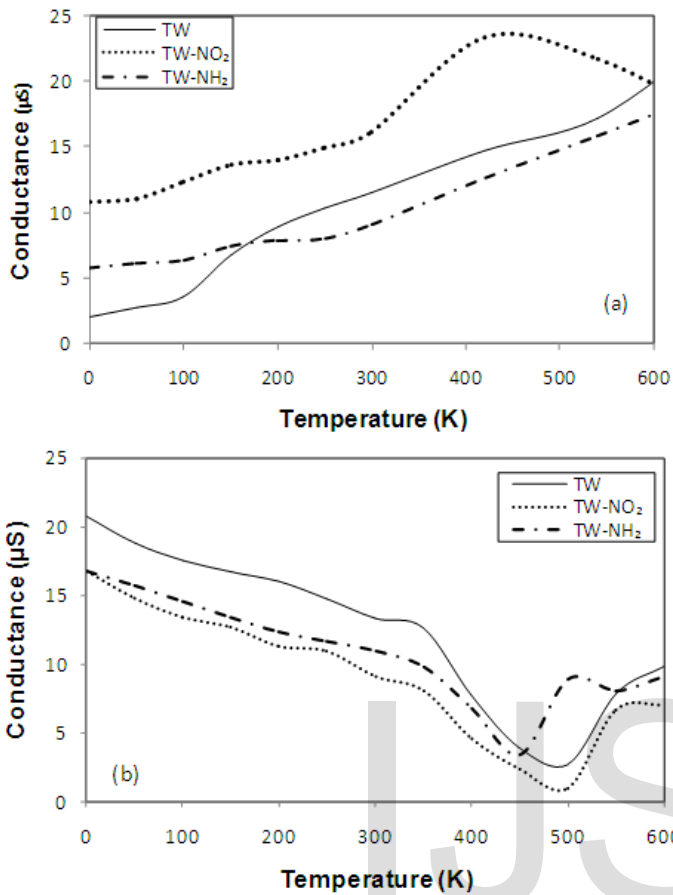 25
20
15
10
5
0
Conductance (µS)
TW
TW-NO₂
TW-NH₂
(a)
0 100 200 300 400 500 600
Temperature (K)
25
20
15
10
5
0
Conductance (µS)
TW
TW-NO₂
TW-NH₂
(b)
IJS
0 100 200 300 400 500 600
Temperature (K)